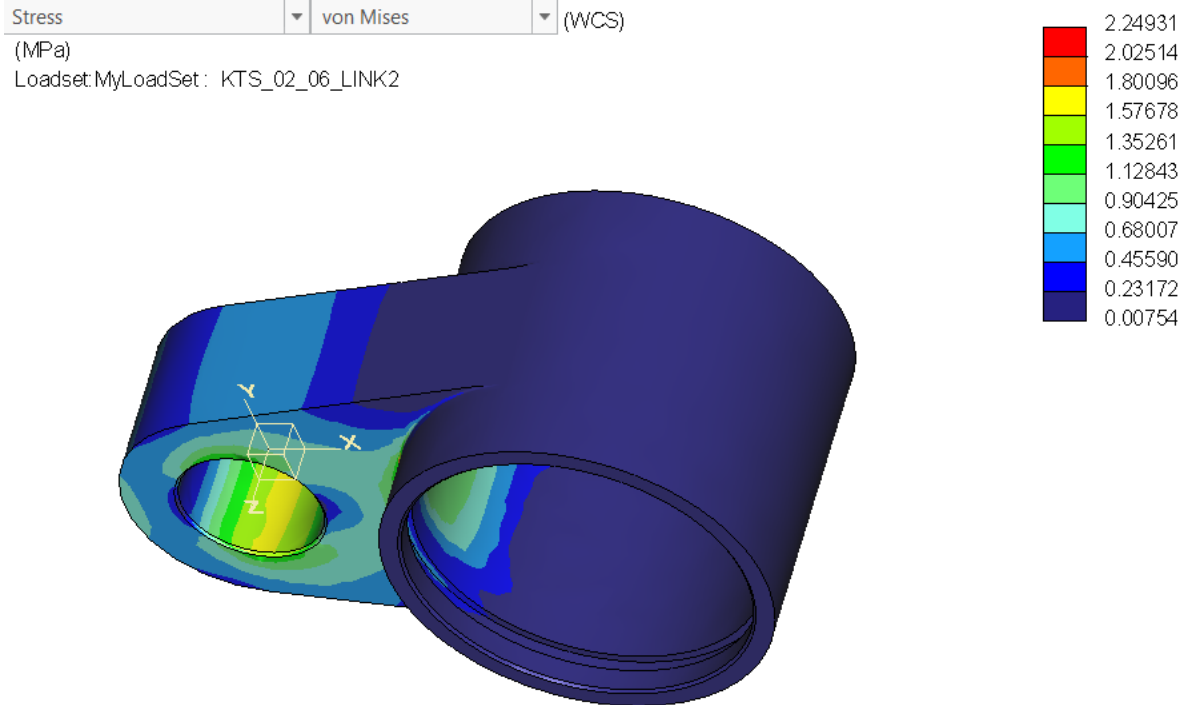 Stress von Mises (WCS)
(MPa)
Loadset:MyLoadSet : KTS_02_06_LINK2
2.24931
2.02514
1.80096
1.57678
1.35261
1.12843
0.90425
0.68007
0.45590
0.23172
0.00754
Y
X
Z